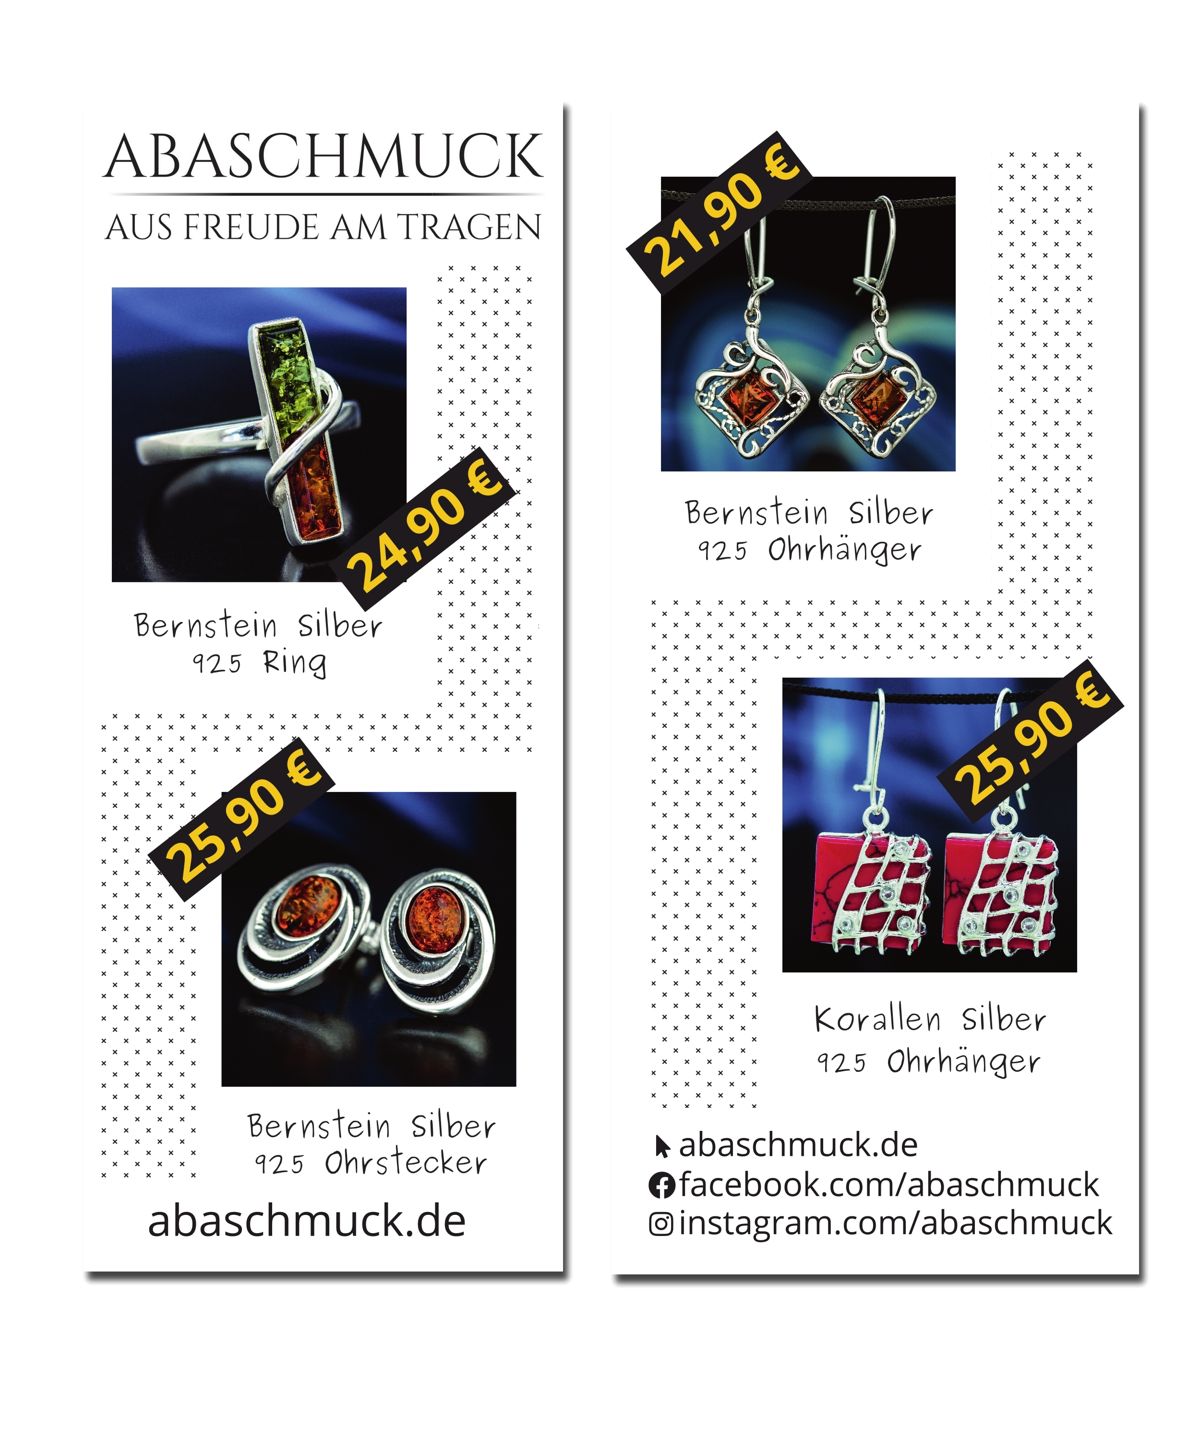 ABASCHMUCK
AUS FREUDE AM TRAGEN
24,90 €
Bernstein Silber
925 Ring
25,90 €
Bernstein Silber
925 Ohrstecker
abaschmuck.de
21,90 €
Bernstein Silber
925 Ohrhänger
25,90 €
Korallen Silber
925 Ohrhänger
abaschmuck.de
facebook.com/abaschmuck
instagram.com/abaschmuck